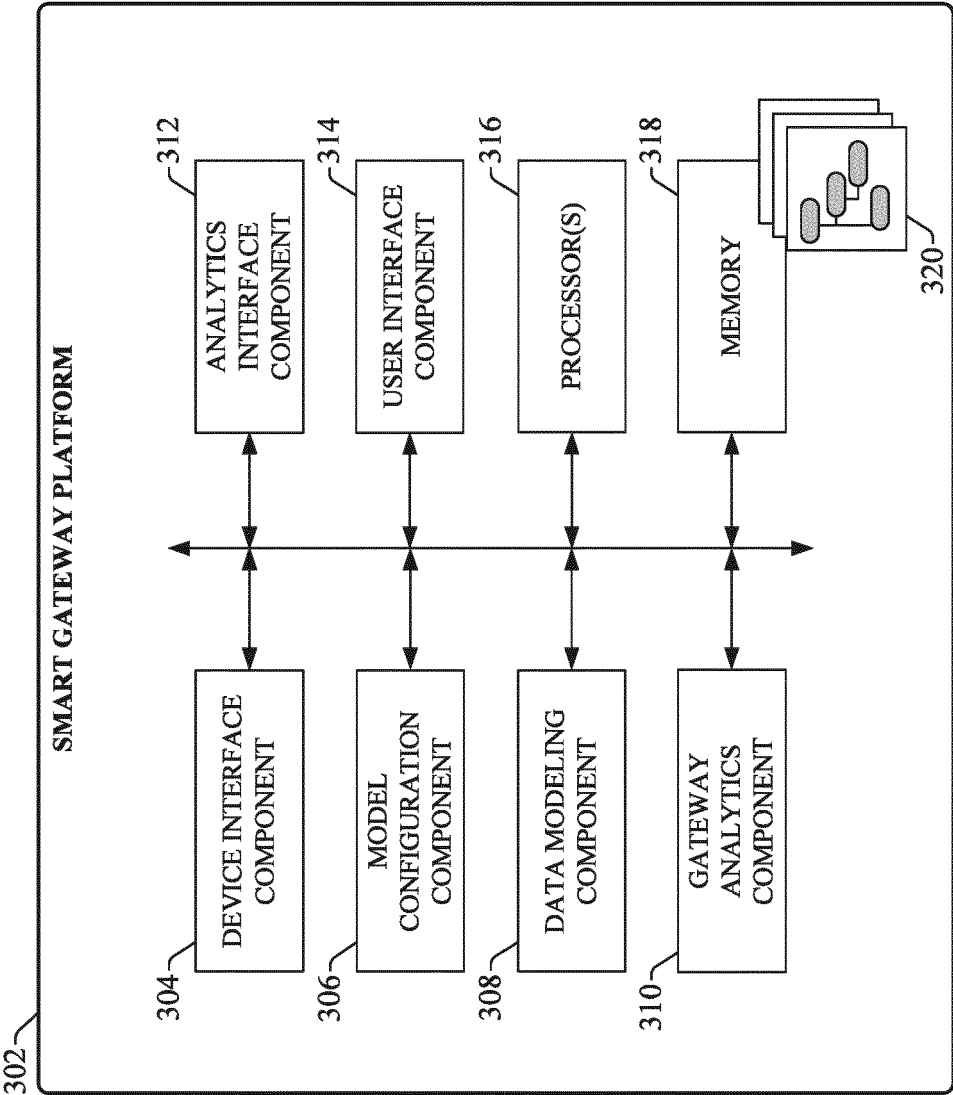 302
SMART GATEWAY PLATFORM
304
DEVICE INTERFACE
COMPONENT
306
MODEL
CONFIGURATION
COMPONENT
308
DATA MODELING
COMPONENT
310
GATEWAY
ANALYTICS
COMPONENT
312
ANALYTICS
INTERFACE
COMPONENT
314
USER INTERFACE
COMPONENT
316
PROCESSOR(S)
318
MEMORY
320